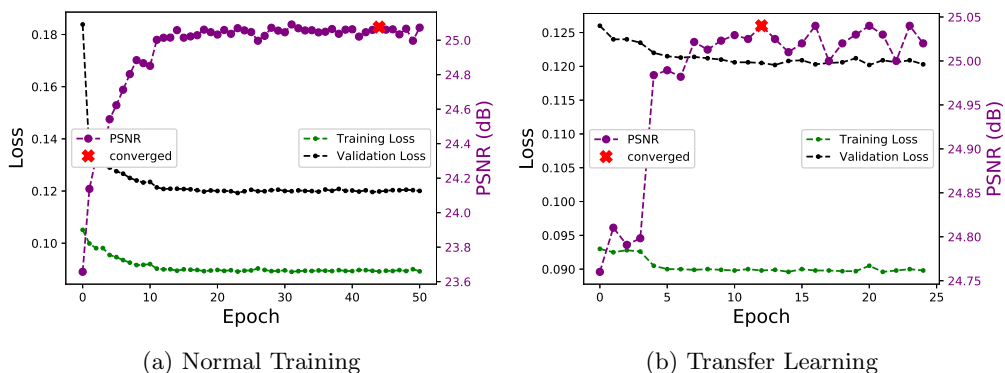 0.18
0.16
0.14
0.12
0.10
Loss
0 10 20 30 40 50
Epoch
25.0
24.8
24.6
24.4
24.2
24.0
23.8
23.6
PSNR (dB)
PSNR
converged
Training Loss
Validation Loss
(a) Normal Training
0.125
0.120
0.115
0.110
0.105
0.100
0.095
0.090
Loss
0 5 10 15 20 25
Epoch
25.05
25.00
24.95
24.90
24.85
24.80
24.75
PSNR (dB)
PSNR
converged
Training Loss
Validation Loss
(b) Transfer Learning